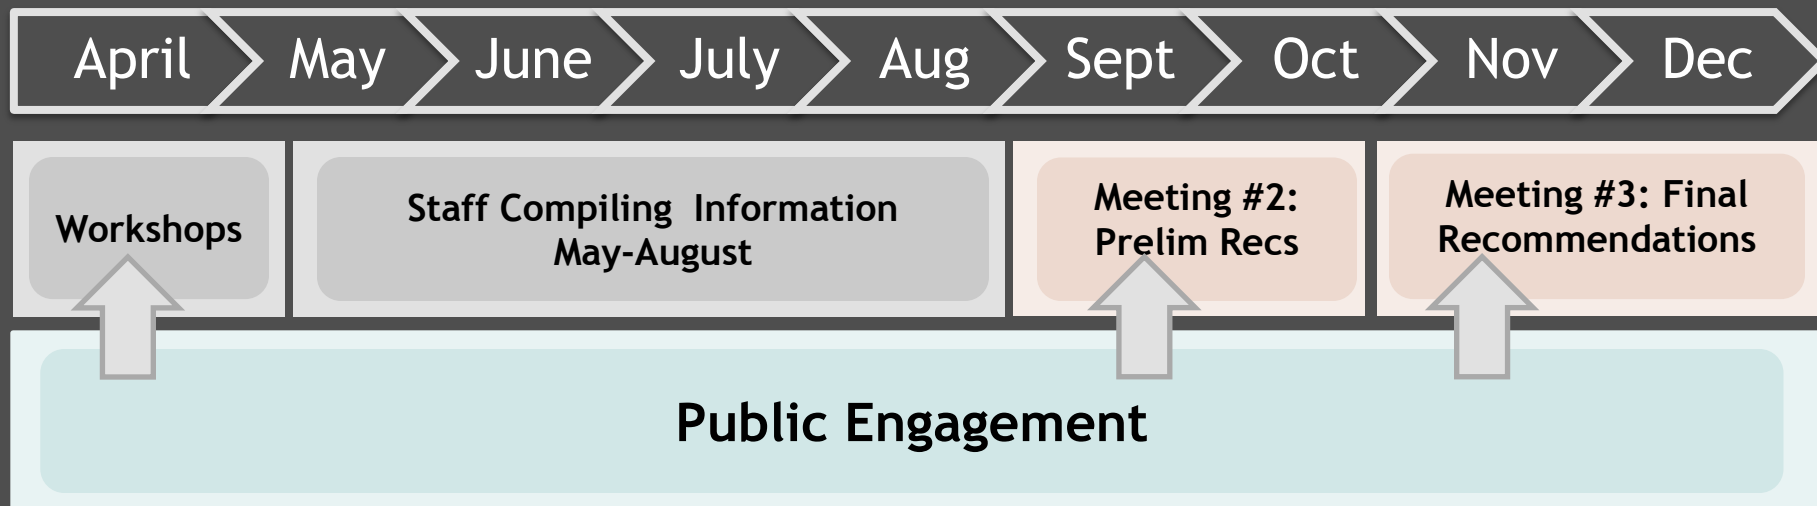 April May June July Aug Sept Oct Nov Dec
Workshops
Staff Compiling Information
May-August
Meeting #2:
Prelim Recs
Meeting #3: Final
Recommendations
Public Engagement